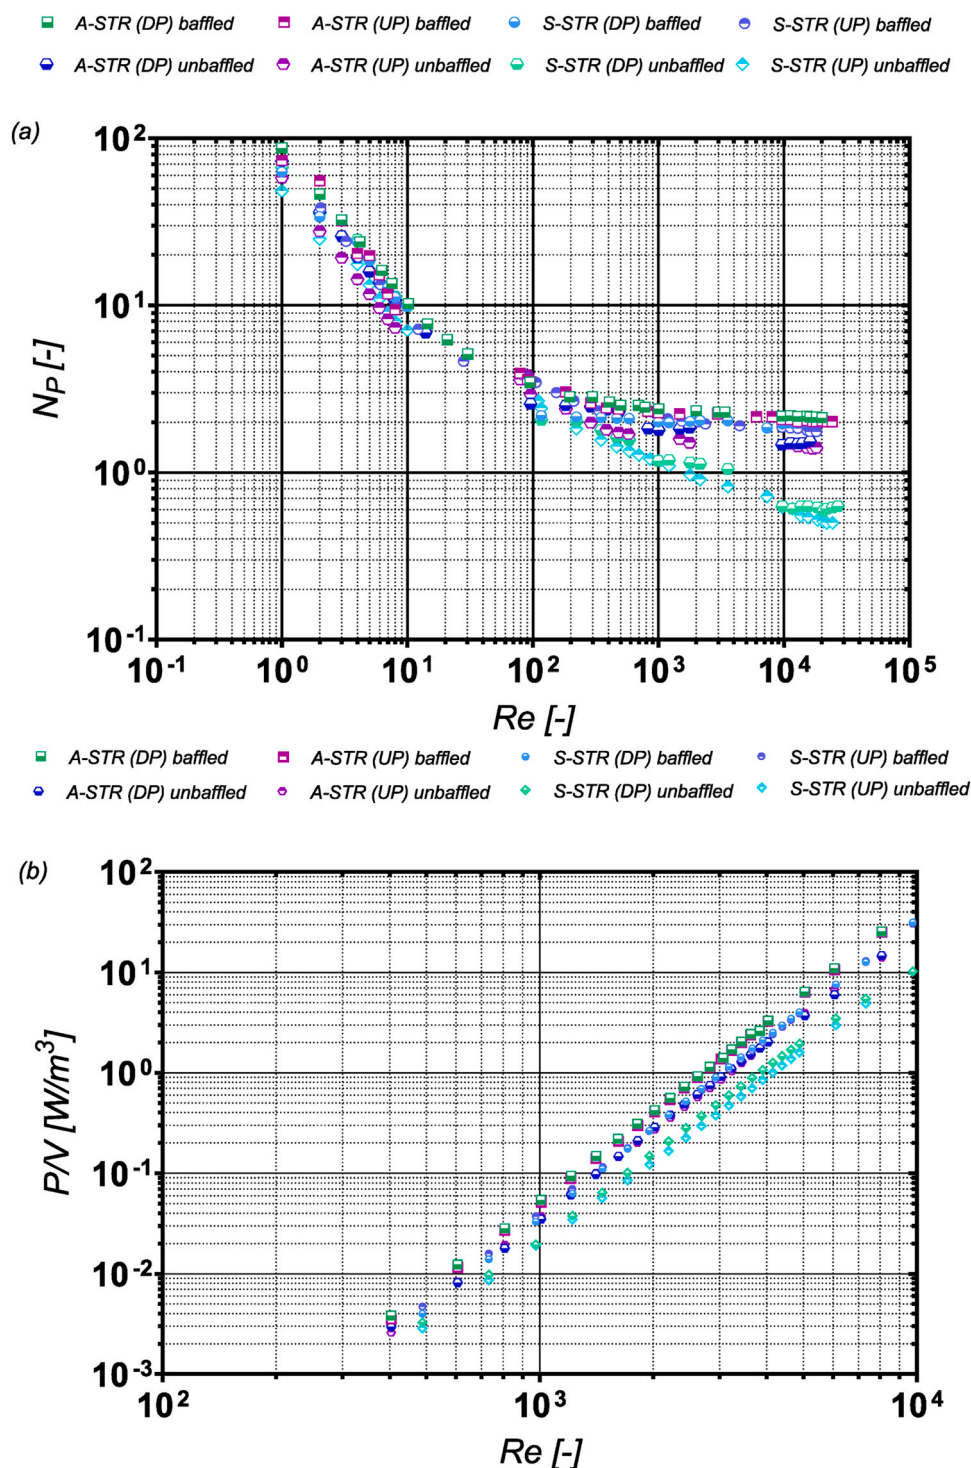 A-STR (DP) baffled A-STR (UP) baffled S-STR (DP) baffled S-STR (UP) baffled
A-STR (DP) unbaffled A-STR (UP) unbaffled S-STR (DP) unbaffled S-STR (UP) unbaffled
(a)
10²
10¹
10⁰
10⁻¹
N_P [-]
10⁻¹ 10⁰ 10¹ 10² 10³ 10⁴ 10⁵
Re [-]
A-STR (DP) baffled A-STR (UP) baffled S-STR (DP) baffled S-STR (UP) baffled
A-STR (DP) unbaffled A-STR (UP) unbaffled S-STR (DP) unbaffled S-STR (UP) unbaffled
(b)
10²
10¹
10⁰
10⁻¹
10⁻²
10⁻³
P/V [W/m³]
10² 10³ 10⁴
Re [-]